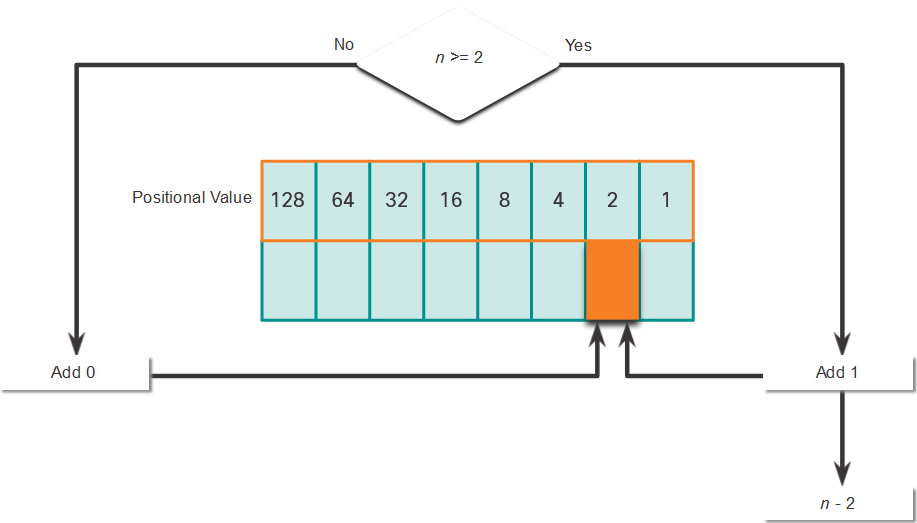 No
n >= 2
Yes
Positional Value 128 64 32 16 8 4 2 1
Add 0
Add 1
n - 2